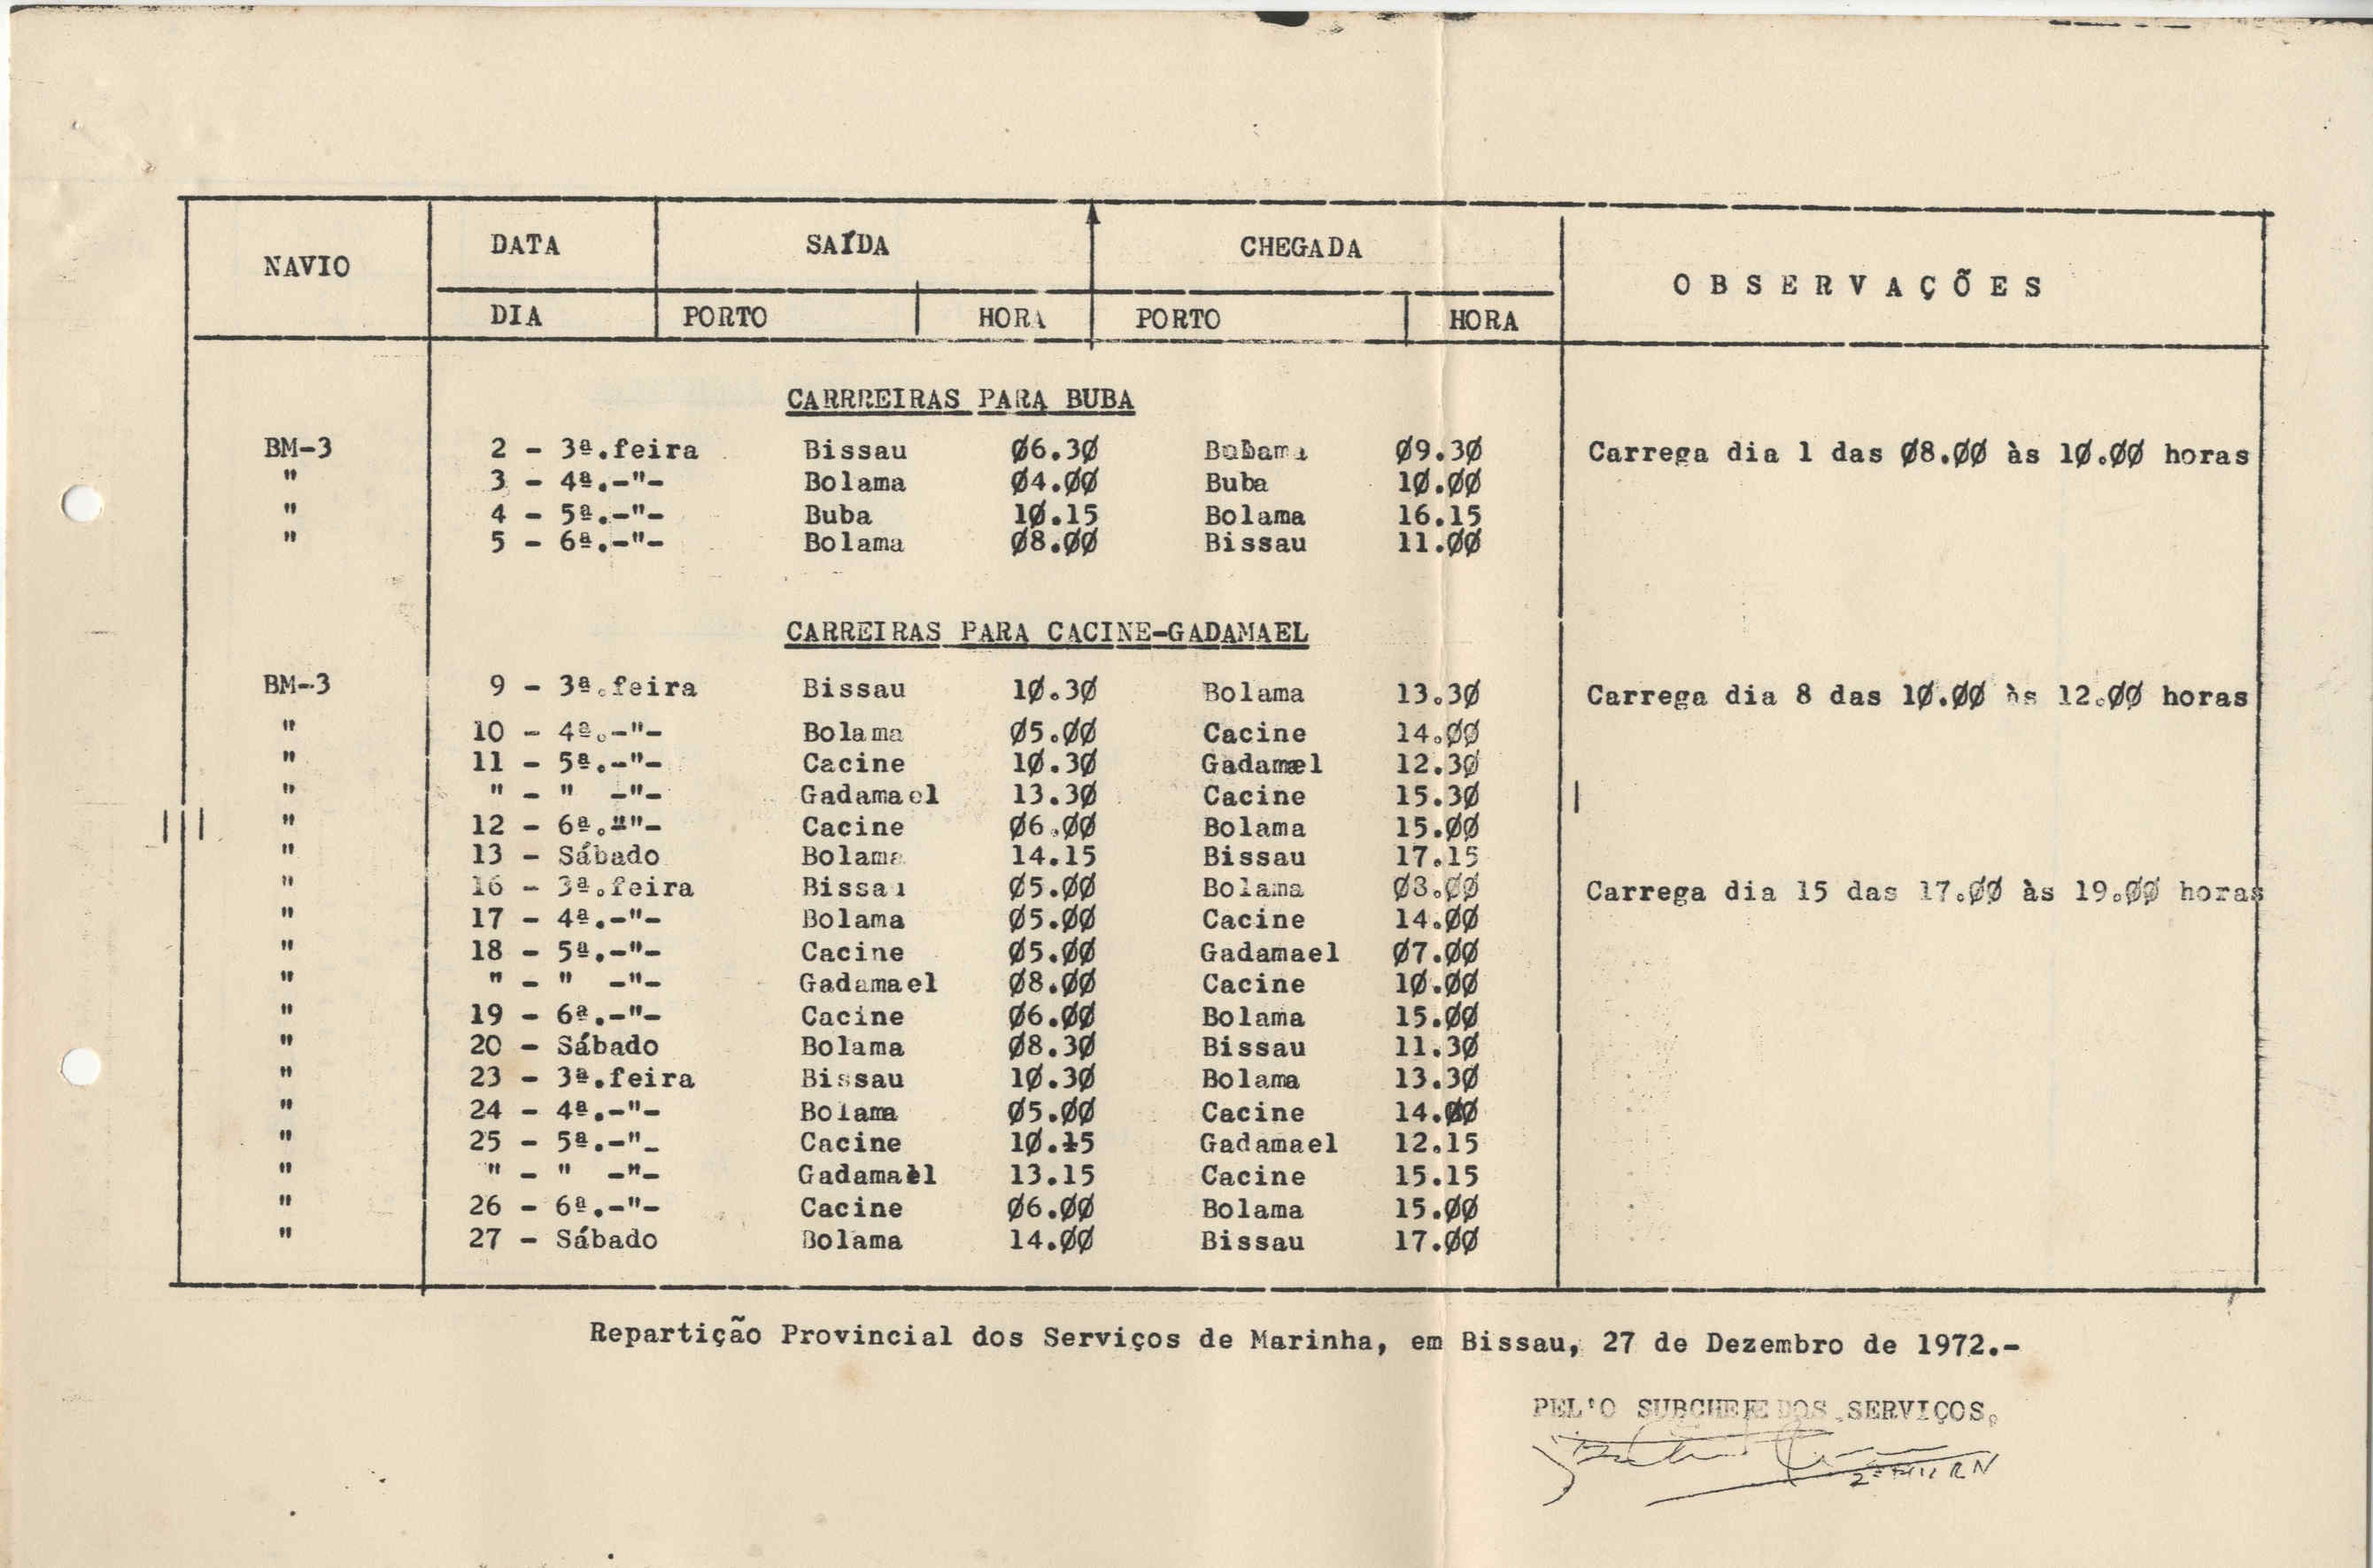 NAVIO DATA SAÍDA CHEGADA OBSERVAÇÕES
DIA PORTO HORA PORTO HORA
CARRREIRAS PARA BUBA
BM-3 2 - 3ª.feira Bissau Ø6.3Ø Ø9.3Ø Carrega dia 1 das Ø8.ØØ às 1Ø.ØØ horas
" 3 - 4ª.-"- Bolama Ø4.ØØ Buba 1Ø.ØØ
" 4 - 5ª.-"- Buba 1Ø.15 Bolama 16.15
" 5 - 6ª.-"- Bolama Ø8.ØØ Bissau 11.ØØ
CARREIRAS PARA CACINE-GADAMAEL
BM-3 9 - 3ª.feira Bissau 1Ø.3Ø Bolama 13.3Ø Carrega dia 8 das 1Ø.ØØ às 12.ØØ horas
" 10 - 4ª.-"- Bolama Ø5.ØØ Cacine 14.ØØ
" 11 - 5ª.-"- Cacine 1Ø.3Ø Gadamael 12.3Ø
" " - " -"- Gadamael 13.3Ø Cacine 15.3Ø
" 12 - 6ª.-"- Cacine Ø6.ØØ Bolama 15.ØØ
" 13 - Sábado Bolama 14.15 Bissau 17.15
" 16 - 3ª.feira Bissau Ø5.ØØ Bolama Ø8.ØØ Carrega dia 15 das 17.ØØ às 19.ØØ horas
" 17 - 4ª.-"- Bolama Ø5.ØØ Cacine 14.ØØ
" 18 - 5ª.-"- Cacine Ø5.ØØ Gadamael Ø7.ØØ
" " - " -"- Gadamael Ø8.ØØ Cacine 1Ø.ØØ
" 19 - 6ª.-"- Cacine Ø6.ØØ Bolama 15.ØØ
" 20 - Sábado Bolama Ø8.3Ø Bissau 11.3Ø
" 23 - 3ª.feira Bissau 1Ø.3Ø Bolama 13.3Ø
" 24 - 4ª.-"- Bolama Ø5.ØØ Cacine 14.ØØ
" 25 - 5ª.-"- Cacine 1Ø.15 Gadamael 12.15
" " - " -"- Gadamael 13.15 Cacine 15.15
" 26 - 6ª.-"- Cacine Ø6.ØØ Bolama 15.ØØ
" 27 - Sábado Bolama 14.ØØ Bissau 17.ØØ
Repartição Provincial dos Serviços de Marinha, em Bissau, 27 de Dezembro de 1972.-
PEL'O SUBCHEFE DOS SERVIÇOS,
RN